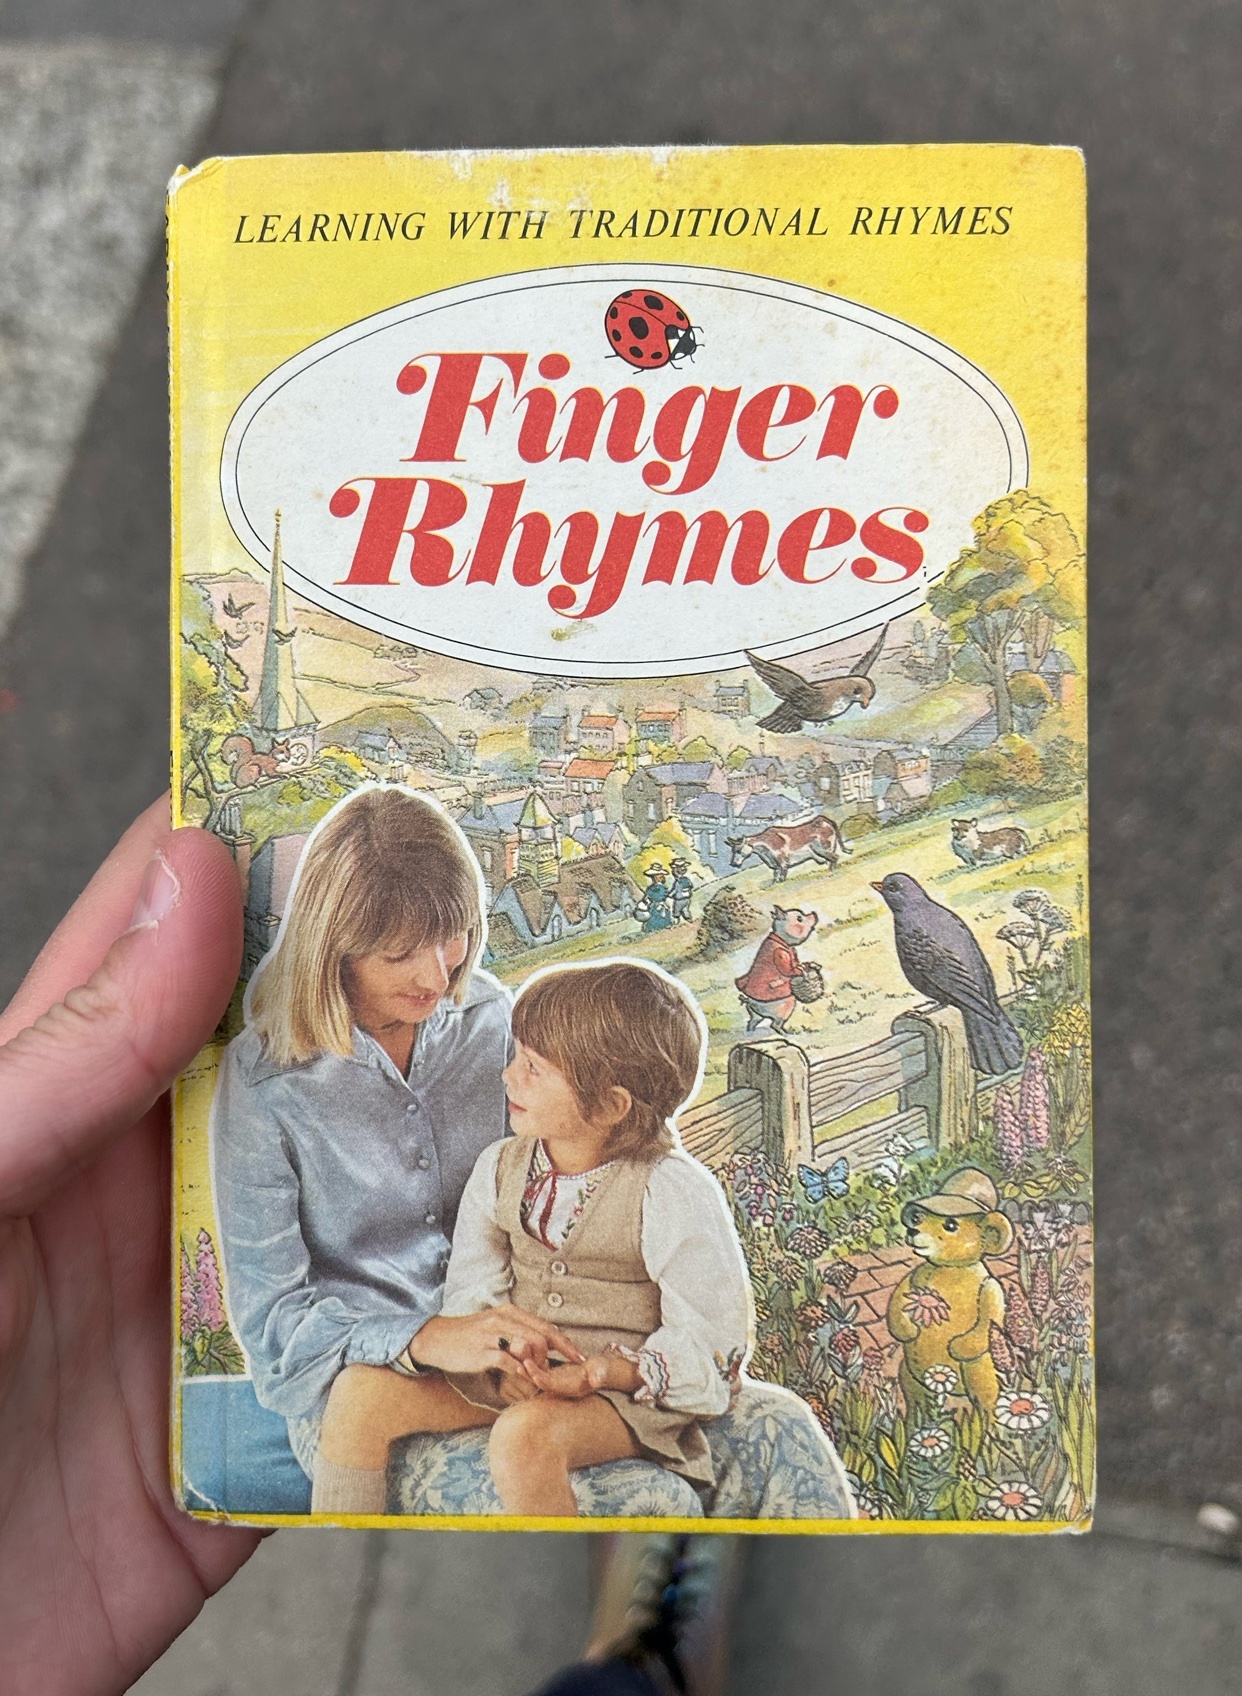 LEARNING WITH TRADITIONAL RHYMES
Finger
Rhymes